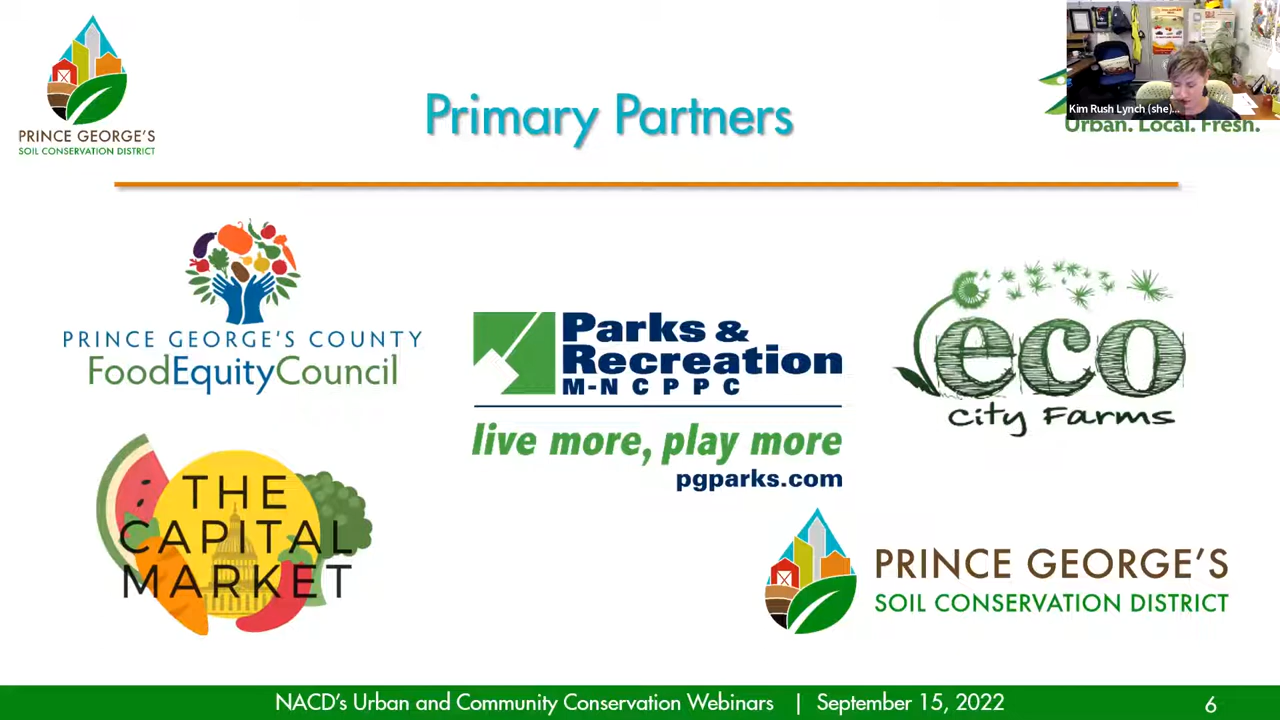 PRINCE GEORGE'S
SOIL CONSERVATION DISTRICT
Primary Partners
Kim Rush Lynch (she)...
Urban. Local. Fresh.
PRINCE GEORGE'S COUNTY
FoodEquityCouncil
Parks &
Recreation
M-NCPPC
live more, play more
pgparks.com
eco
city Farms
THE
CAPITAL
MARKET
PRINCE GEORGE'S
SOIL CONSERVATION DISTRICT
NACD's Urban and Community Conservation Webinars | September 15, 2022
6